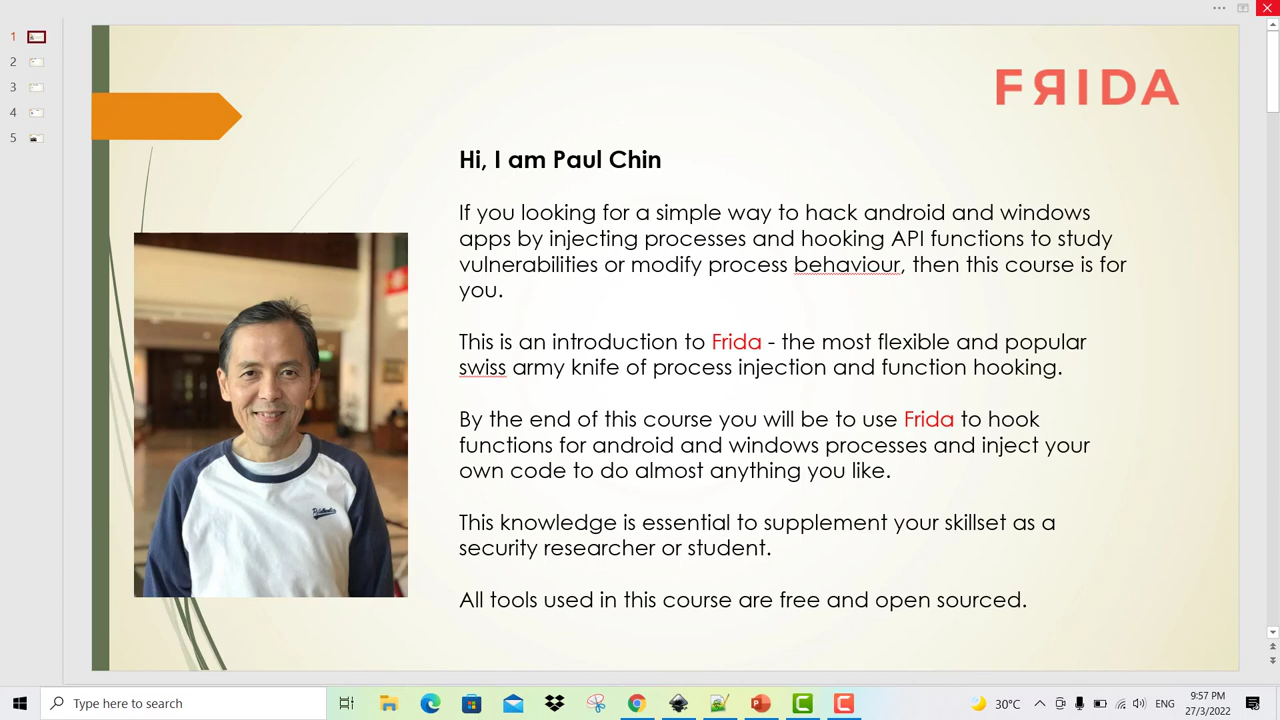 1
2
3
4
5
FЯIDA
Hi, I am Paul Chin
If you looking for a simple way to hack android and windows
apps by injecting processes and hooking API functions to study
vulnerabilities or modify process behaviour, then this course is for
you.
This is an introduction to Frida - the most flexible and popular
swiss army knife of process injection and function hooking.
By the end of this course you will be to use Frida to hook
functions for android and windows processes and inject your
own code to do almost anything you like.
This knowledge is essential to supplement your skillset as a
security researcher or student.
All tools used in this course are free and open sourced.
Type here to search
30°C
ENG
9:57 PM
27/3/2022